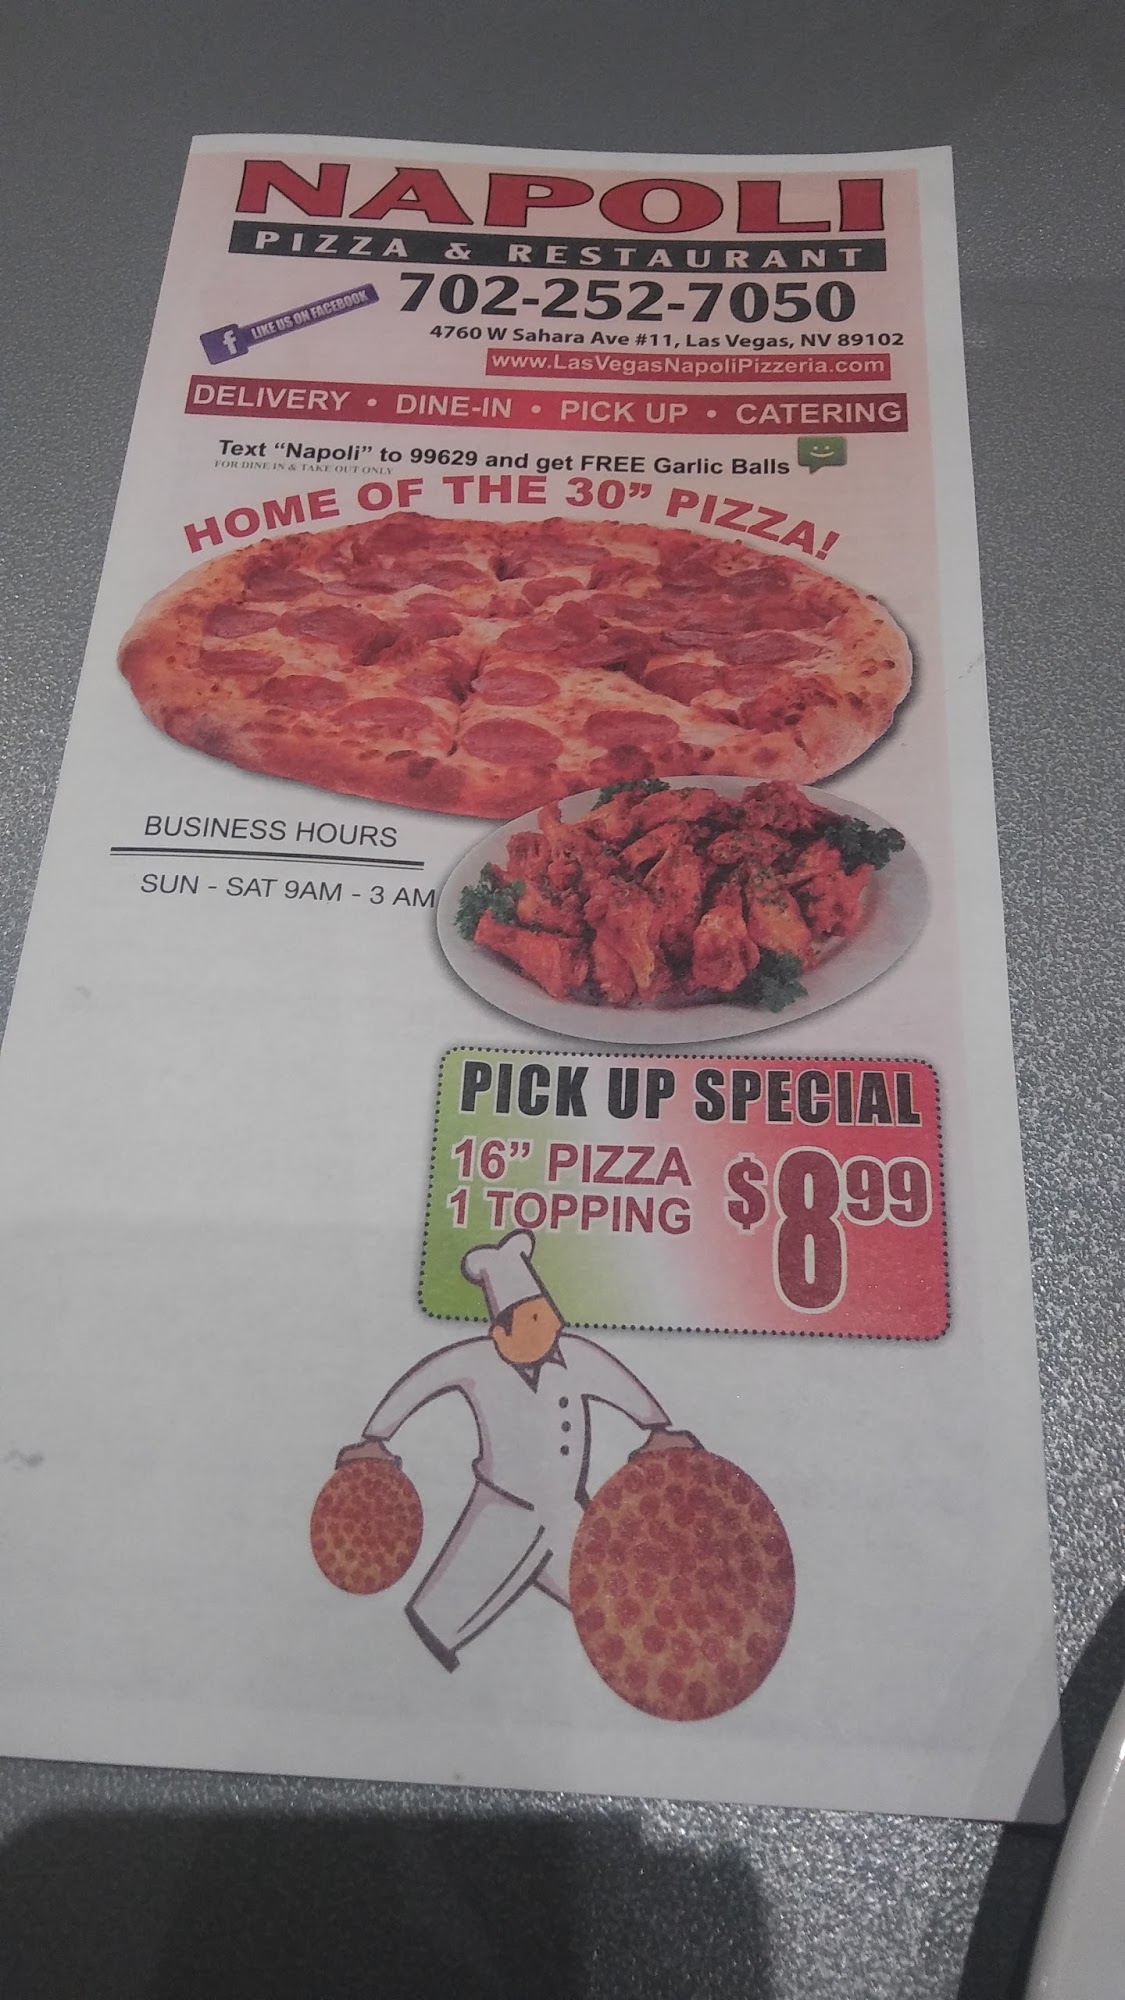 NAPOLI
PIZZA & RESTAURANT
702-252-7050
f LIKE US ON FACEBOOK
4760 W Sahara Ave #11, Las Vegas, NV 89102
www.LasVegasNapoliPizzeria.com
DELIVERY • DINE-IN • PICK UP • CATERING
Text “Napoli” to 99629 and get FREE Garlic Balls
FOR DINE IN & TAKE OUT ONLY
HOME OF THE 30” PIZZA!
BUSINESS HOURS
SUN - SAT 9AM - 3 AM
PICK UP SPECIAL
16” PIZZA
1 TOPPING
$899